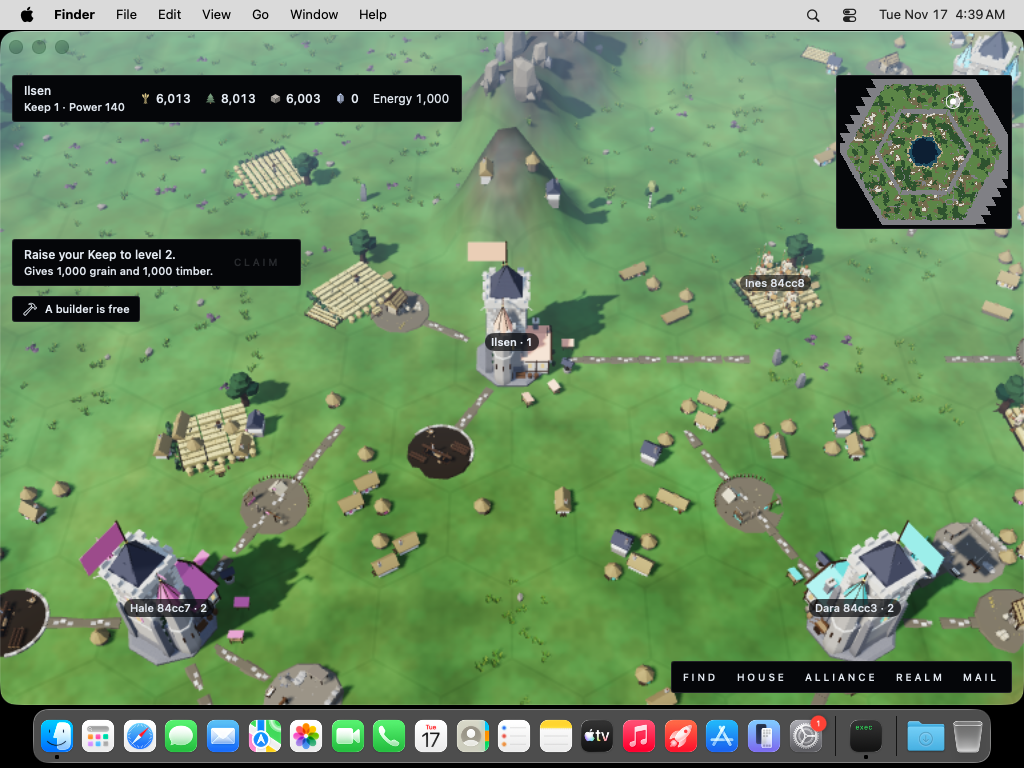 Finder File Edit View Go Window Help Tue Nov 17 4:39 AM
Ilsen
Keep 1 · Power 140
6,013 8,013 6,003 0 Energy 1,000
Raise your Keep to level 2.
Gives 1,000 grain and 1,000 timber.
CLAIM
A builder is free
Ines 84cc8
Ilsen · 1
Hale 84cc7 · 2
Dara 84cc3 · 2
FIND HOUSE ALLIANCE REALM MAIL
Tue
17
tv
1
exec